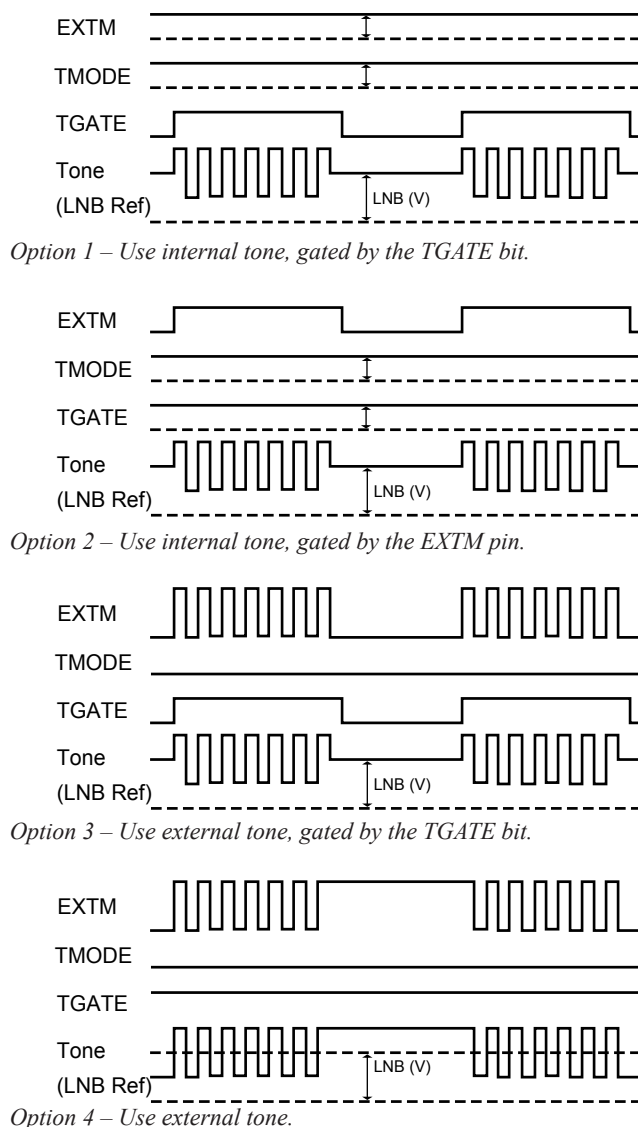 EXTM
TMODE
TGATE
Tone
(LNB Ref)
LNB (V)
Option 1 – Use internal tone, gated by the TGATE bit.
EXTM
TMODE
TGATE
Tone
(LNB Ref)
LNB (V)
Option 2 – Use internal tone, gated by the EXTM pin.
EXTM
TMODE
TGATE
Tone
(LNB Ref)
LNB (V)
Option 3 – Use external tone, gated by the TGATE bit.
EXTM
TMODE
TGATE
Tone
(LNB Ref)
LNB (V)
Option 4 – Use external tone.